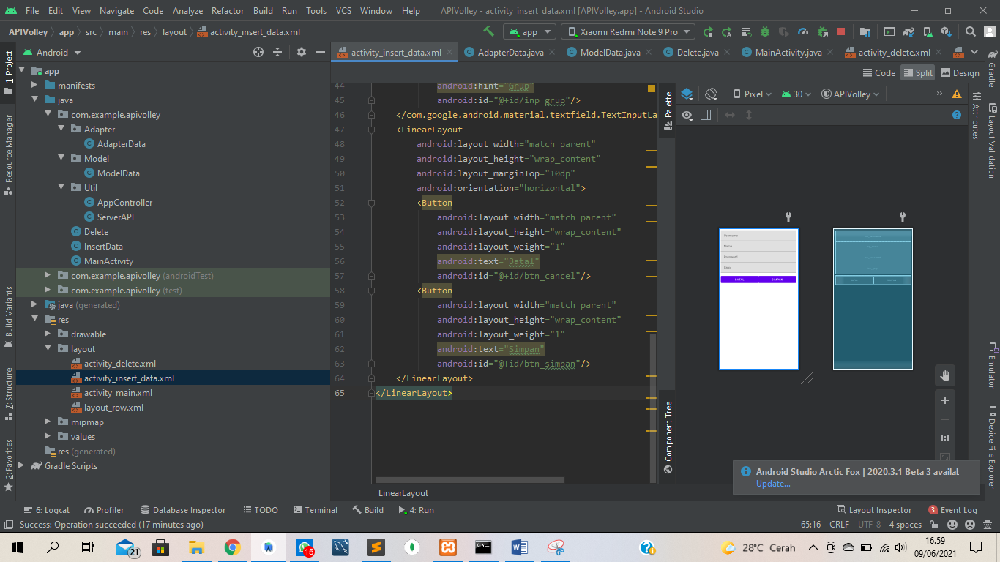 File Edit View Navigate Code Analyze Refactor Build Run Tools VCS Window Help APIVolley - activity_insert_data.xml [APIVolley.app] - Android Studio
APIVolley app src main res layout activity_insert_data.xml app Xiaomi Redmi Note 9 Pro
Android
activity_insert_data.xml AdapterData.java ModelData.java Delete.java MainActivity.java activity_delete.xml
Code Split Design
1: Project
Resource Manager
Build Variants
7: Structure
2: Favorites
app
manifests
java
com.example.apivolley
Adapter
AdapterData
Model
ModelData
Util
AppController
ServerAPI
Delete
InsertData
MainActivity
com.example.apivolley (androidTest)
com.example.apivolley (test)
java (generated)
res
drawable
layout
activity_delete.xml
activity_insert_data.xml
activity_main.xml
layout_row.xml
mipmap
values
res (generated)
Gradle Scripts
44 android:hint="Grup"
45 android:id="@+id/inp_grup"/>
46 </com.google.android.material.textfield.TextInputLa
47 <LinearLayout
48 android:layout_width="match_parent"
49 android:layout_height="wrap_content"
50 android:layout_marginTop="10dp"
51 android:orientation="horizontal">
52 <Button
53 android:layout_width="match_parent"
54 android:layout_height="wrap_content"
55 android:layout_weight="1"
56 android:text="Batal"
57 android:id="@+id/btn_cancel"/>
58 <Button
59 android:layout_width="match_parent"
60 android:layout_height="wrap_content"
61 android:layout_weight="1"
62 android:text="Simpan"
63 android:id="@+id/btn_simpan"/>
64 </LinearLayout>
65 </LinearLayout>
LinearLayout
Palette
Component Tree
Pixel 30 APIVolley
Username
Nama
Password
Grup
BATAL SIMPAN
1:1
Attributes
Gradle
Layout Validation
Emulator
Device File Explorer
Android Studio Arctic Fox | 2020.3.1 Beta 3 availab
Update...
6: Logcat Profiler Database Inspector TODO Terminal Build 4: Run Layout Inspector 3 Event Log
Success: Operation succeeded (17 minutes ago) 65:16 CRLF UTF-8 4 spaces
21 15 28°C Cerah 16.59
09/06/2021